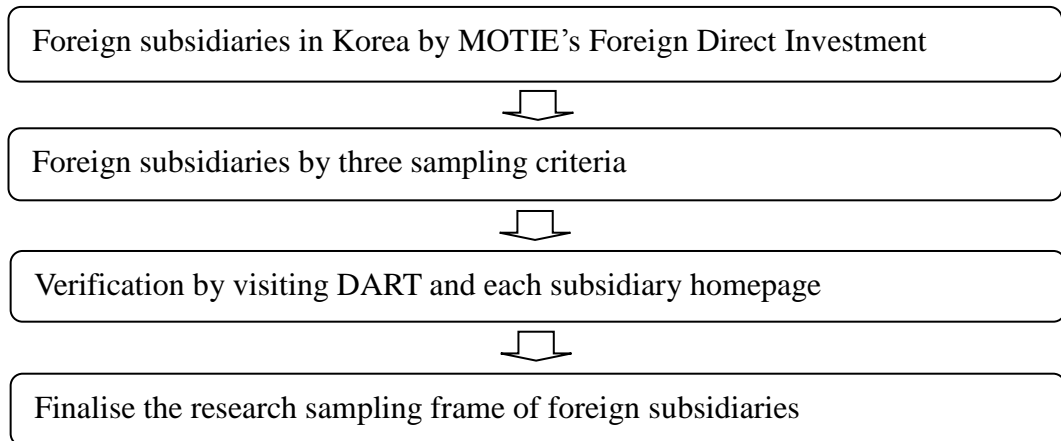 Foreign subsidiaries in Korea by MOTIE’s Foreign Direct Investment
Foreign subsidiaries by three sampling criteria
Verification by visiting DART and each subsidiary homepage
Finalise the research sampling frame of foreign subsidiaries